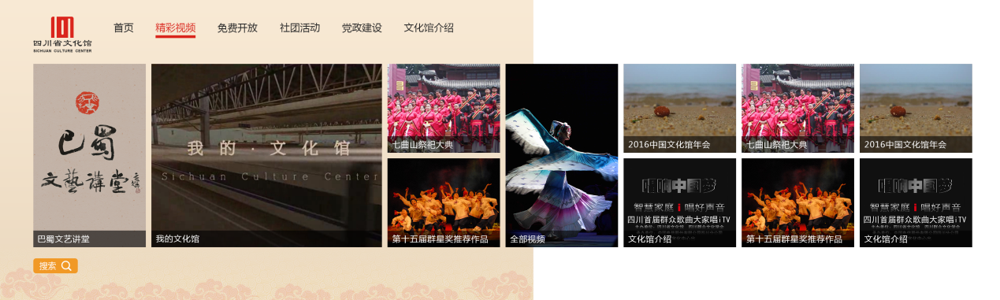 四川省文化馆
SICHUAN CULTURE CENTER
首页
精彩视频
免费开放
社团活动
党政建设
文化馆介绍
巴蜀
文藝讲堂
巴蜀文艺讲堂
我的·文化馆
Sichuan Culture Center
我的文化馆
七曲山祭祀大典
第十五届群星奖推荐作品
全部视频
2016中国文化馆年会
唱响中国梦
智慧家庭 i 唱好声音
四川首届群众歌曲大家唱iTV
文化馆介绍
七曲山祭祀大典
第十五届群星奖推荐作品
2016中国文化馆年会
唱响中国梦
智慧家庭 i 唱好声音
四川首届群众歌曲大家唱iTV
文化馆介绍
搜索